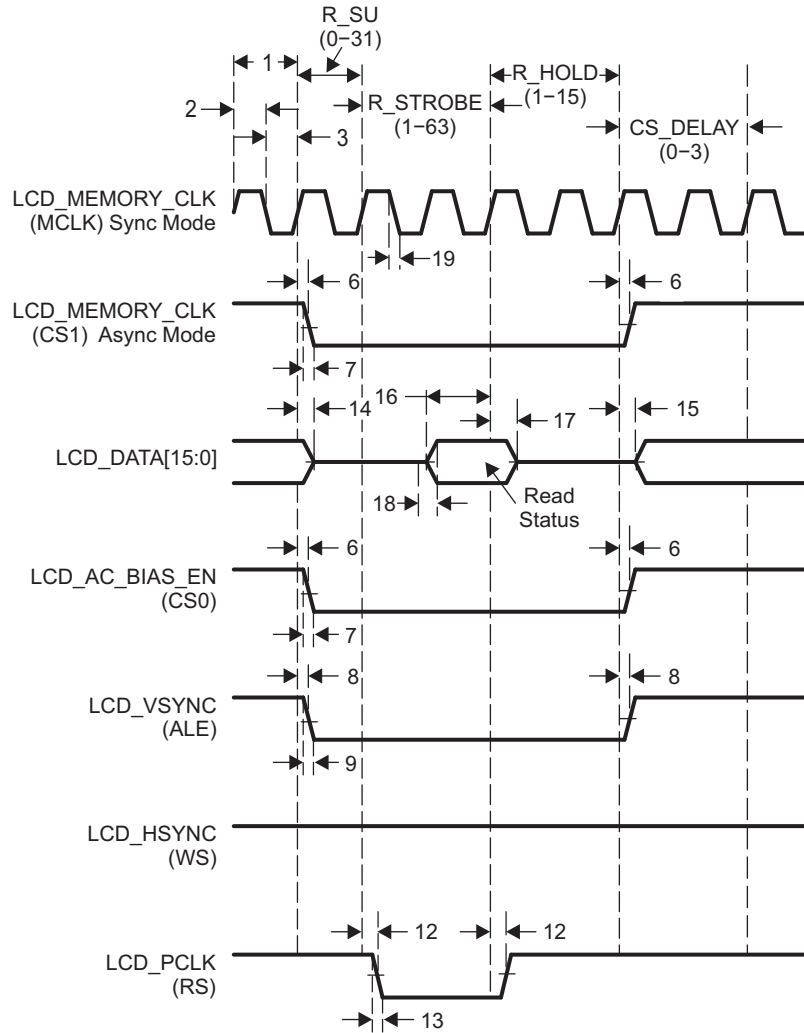 R_SU
(0−31)
1
R_HOLD
(1−15)
2
R_STROBE
(1−63)
CS_DELAY
(0−3)
3
LCD_MEMORY_CLK
(MCLK) Sync Mode
19
6
6
LCD_MEMORY_CLK
(CS1) Async Mode
7
16
14
17
15
LCD_DATA[15:0]
18
Read
Status
6
6
LCD_AC_BIAS_EN
(CS0)
7
8
8
LCD_VSYNC
(ALE)
9
LCD_HSYNC
(WS)
12
12
LCD_PCLK
(RS)
13